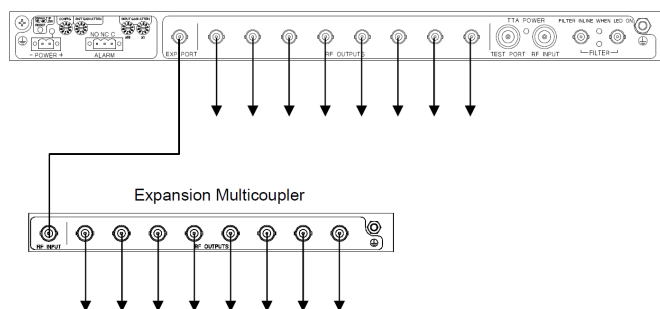 CONFIG
TTA POWER
FILTER INLINE WHEN LED ON
NO NC C
- POWER +
ALARM
EXP PORT
RF OUTPUTS
TEST PORT
RF INPUT
FILTER
Expansion Multicoupler
RF INPUT
RF OUTPUTS